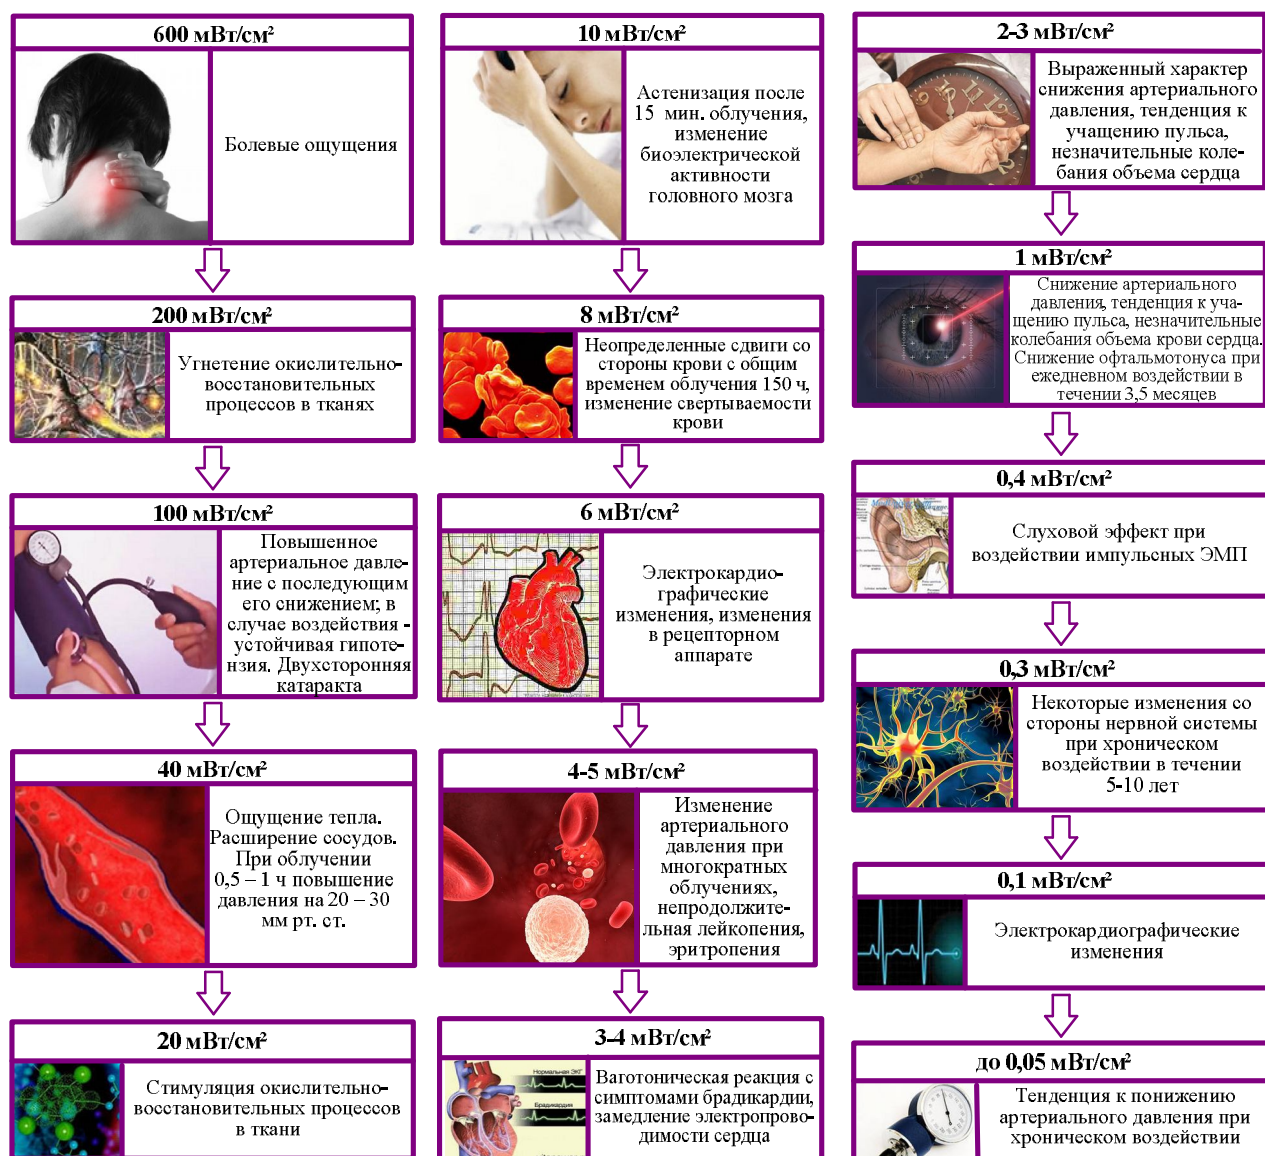 600 мВт/см²
Болевые ощущения
200 мВт/см²
Угнетение окислительно-
восстановительных
процессов в тканях
100 мВт/см²
Повышенное
артериальное давле-
ние с последующим
его снижением; в
случае воздействия -
устойчивая гипоте-
нзия. Двухсторонняя
катаракта
40 мВт/см²
Ощущение тепла.
Расширение сосудов.
При облучении
0,5 – 1 ч повышение
давления на 20 – 30
мм рт. ст.
20 мВт/см²
Стимуляция окислительно-
восстановительных процессов
в ткани
10 мВт/см²
Астенизация после
15 мин. облучения,
изменение
биоэлектрической
активности
головного мозга
8 мВт/см²
Неопределенные сдвиги со
стороны крови с общим
временем облучения 150 ч,
изменение свертываемости
крови
6 мВт/см²
Электрокардио-
графические
изменения, изменения
в рецепторном
аппарате
4-5 мВт/см²
Изменение
артериального
давления при
многократных
облучениях,
непродолжите-
льная лейкопения,
эритропения
3-4 мВт/см²
Нормальная ЭКГ
Брадикардия
Ваготоническая реакция с
симптомами брадикардии,
замедление электропрово-
димости сердца
2-3 мВт/см²
Выраженный характер
снижения артериального
давления, тенденция к
учащению пульса,
незначительные коле-
бания объема сердца
1 мВт/см²
Снижение артериального
давления, тенденция к уча-
щению пульса, незначительные
колебания объема крови сердца.
Снижение офтальмотонуса при
ежедневном воздействии в
течении 3,5 месяцев
0,4 мВт/см²
Слуховой эффект при
воздействии импульсных ЭМП
0,3 мВт/см²
Некоторые изменения со
стороны нервной системы
при хроническом
воздействии в течении
5-10 лет
0,1 мВт/см²
Электрокардиографические
изменения
до 0,05 мВт/см²
Тенденция к понижению
артериального давления при
хроническом воздействии